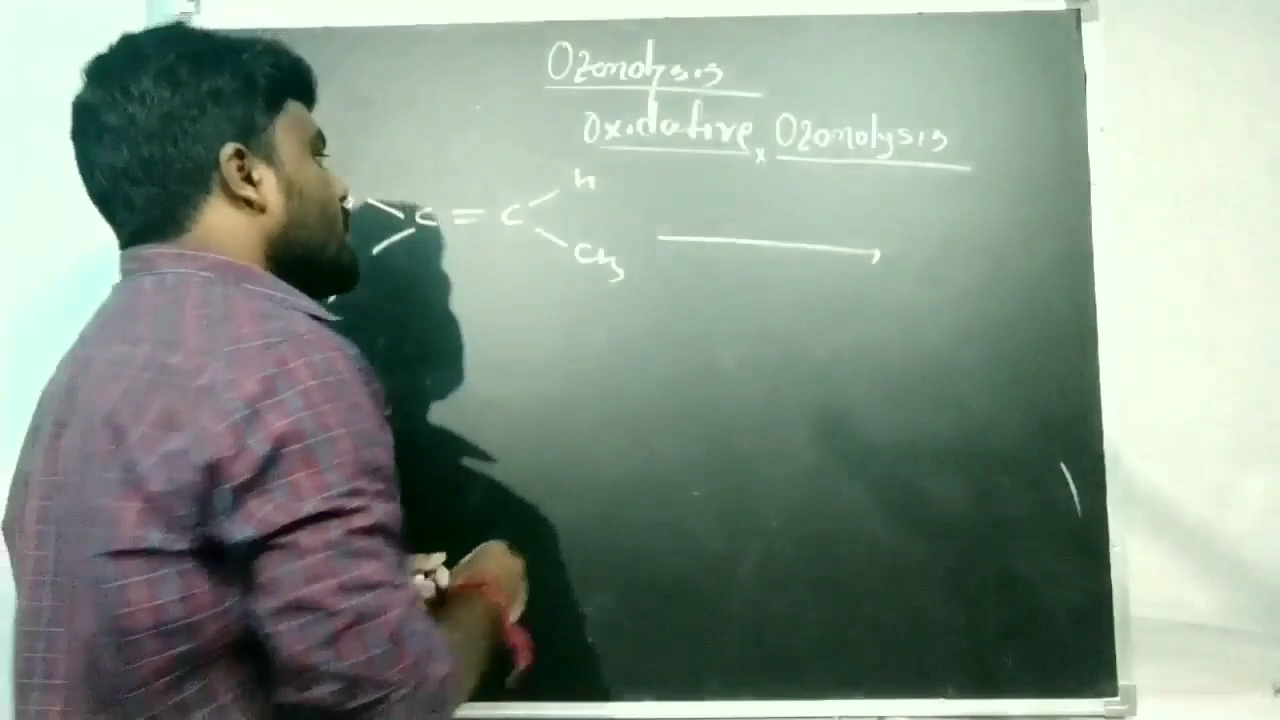 Ozonolysis
Oxidative Ozonolysis
C = C
H
CH3